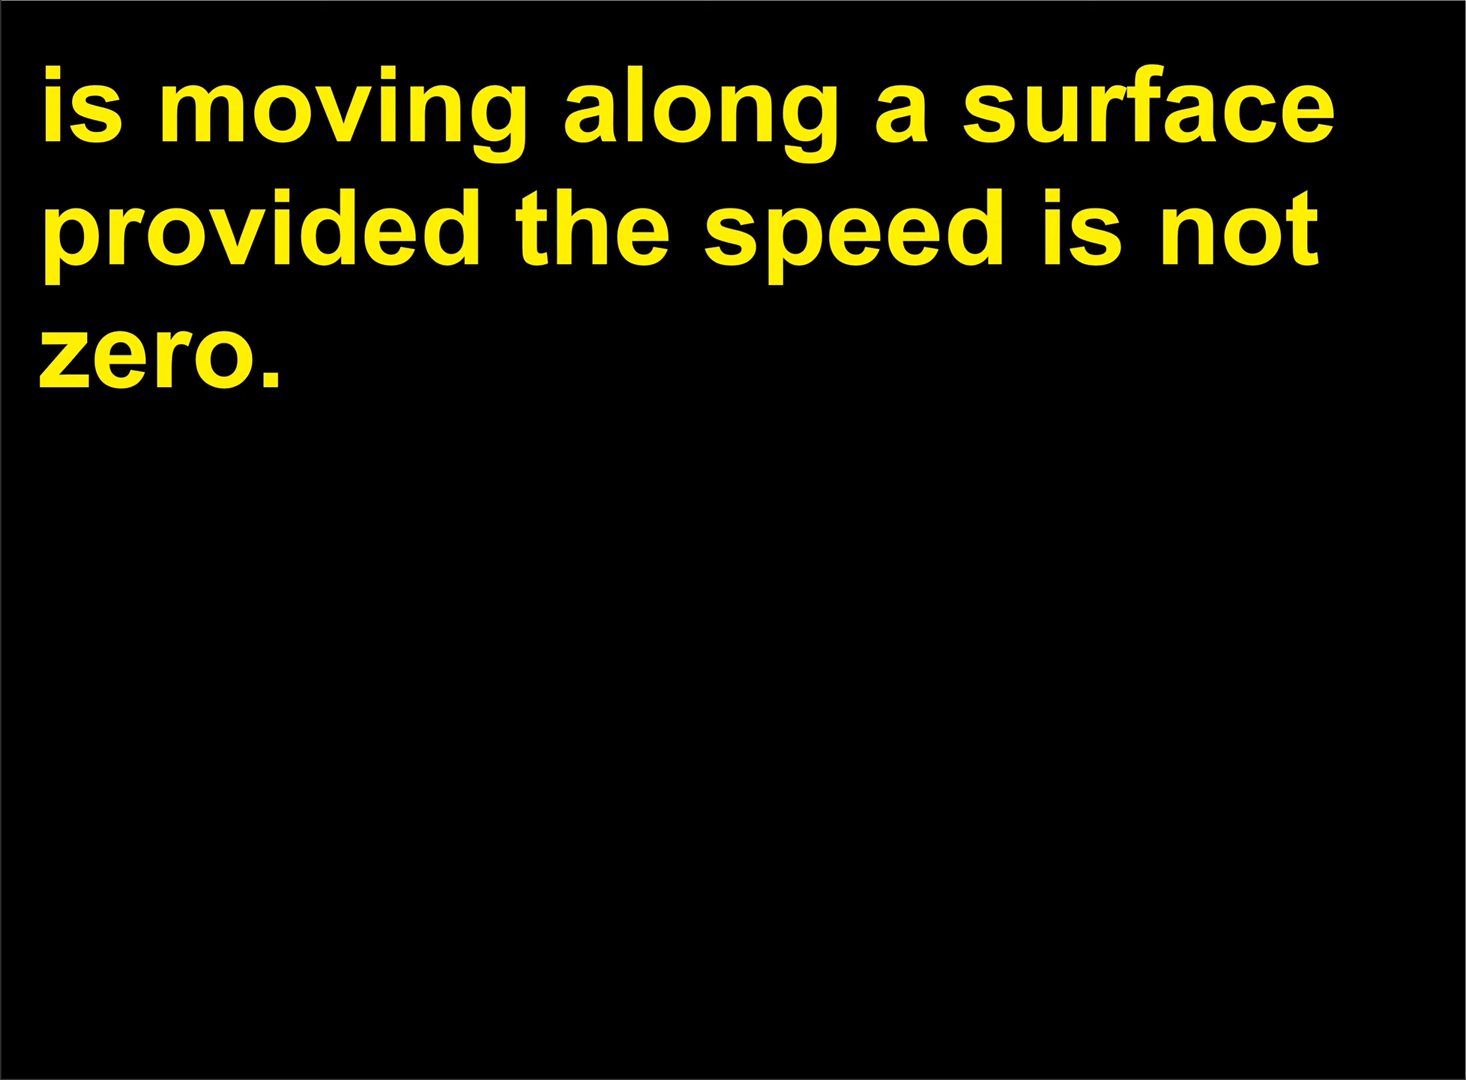 is moving along a surface
provided the speed is not
zero.